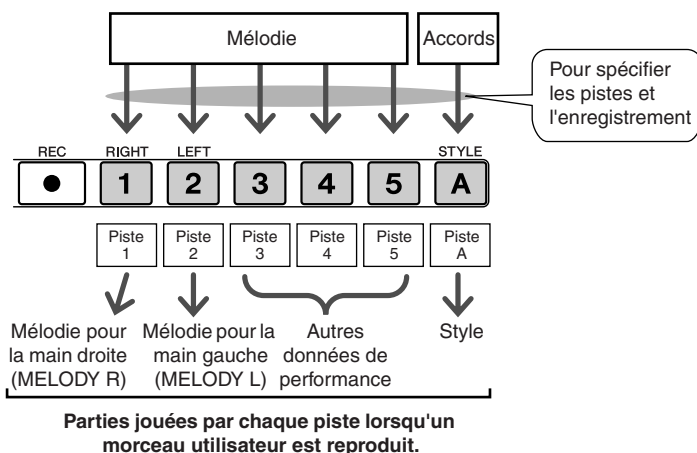 Mélodie
Accords
Pour spécifier
les pistes et
l'enregistrement
REC
RIGHT
LEFT
STYLE
1
2
3
4
5
A
Piste
1
Piste
2
Piste
3
Piste
4
Piste
5
Piste
A
Mélodie pour
la main droite
(MELODY R)
Mélodie pour la
main gauche
(MELODY L)
Autres
données de
performance
Style
Parties jouées par chaque piste lorsqu'un
morceau utilisateur est reproduit.